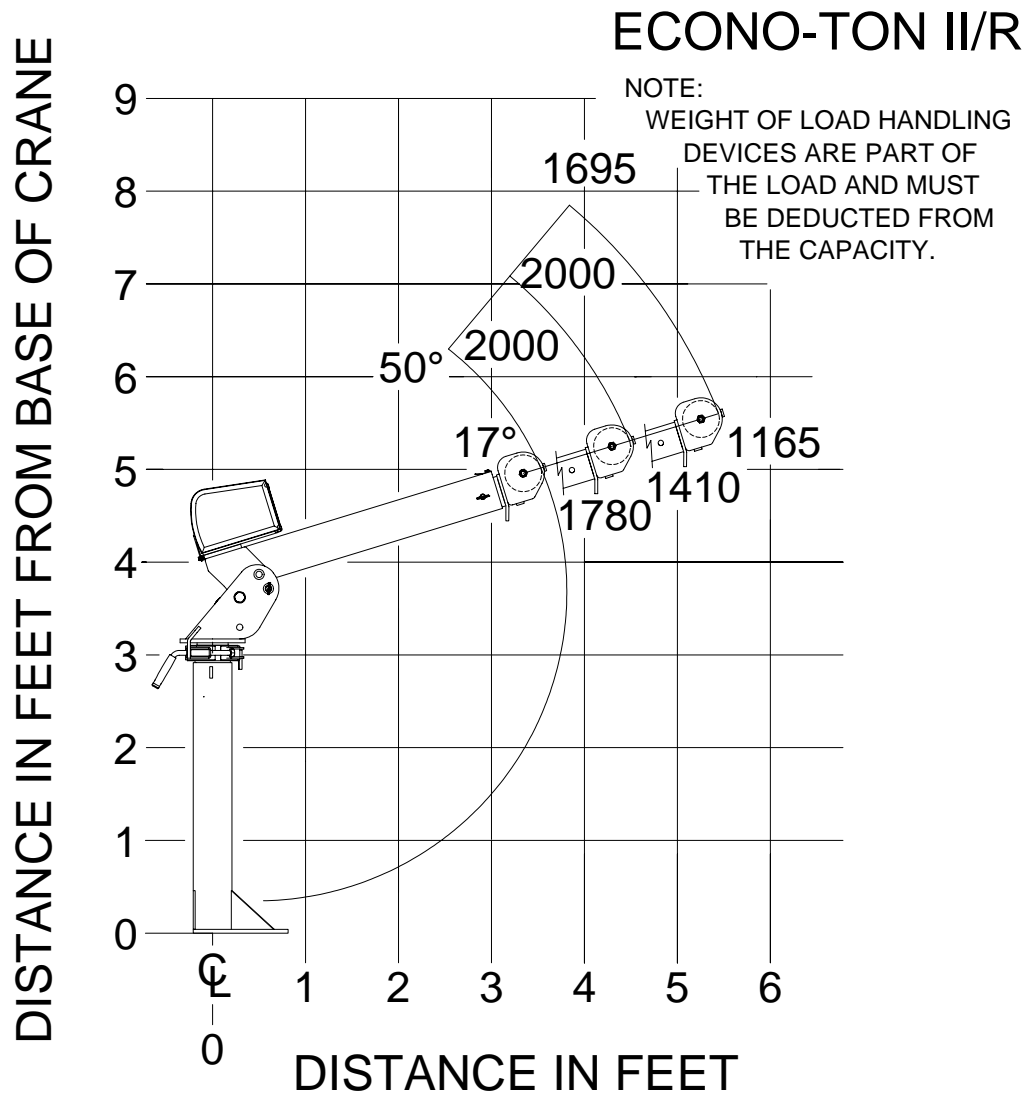 ECONO-TON II/R
NOTE:
WEIGHT OF LOAD HANDLING
DEVICES ARE PART OF
THE LOAD AND MUST
BE DEDUCTED FROM
THE CAPACITY.
DISTANCE IN FEET FROM BASE OF CRANE
9
8
7
6
5
4
3
2
1
0
1695
2000
2000
50°
17°
1165
1410
1780
℄
1
2
3
4
5
6
0
DISTANCE IN FEET